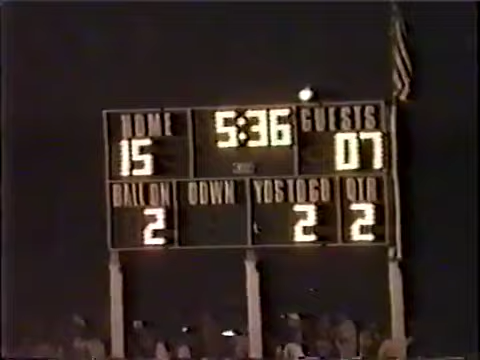 HOME 5:36 GUESTS
15 07
BALL ON DOWN YDS TO GO QTR
2 2 2